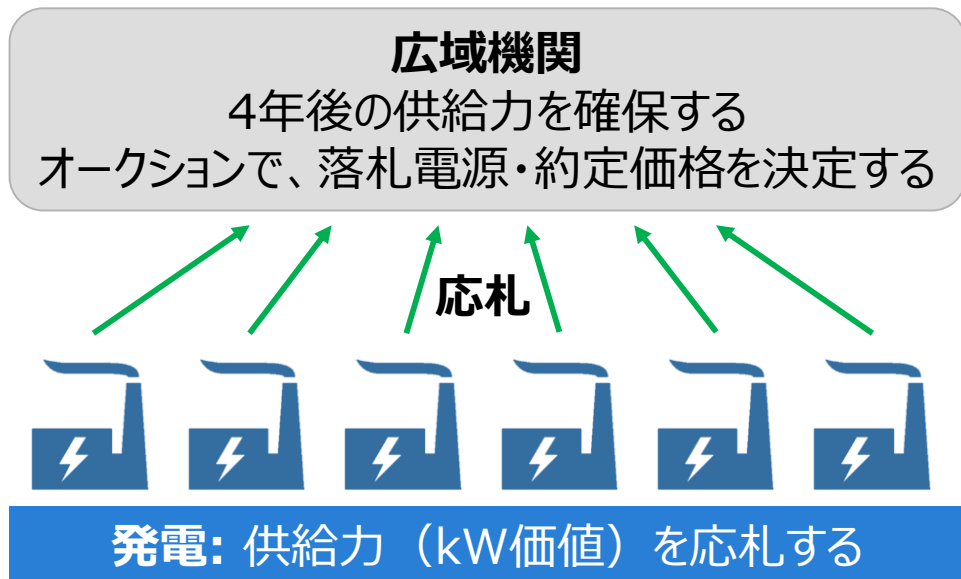 広域機関
4年後の供給力を確保する
オークションで、落札電源・約定価格を決定する
応札
発電: 供給力（kW価値）を応札する